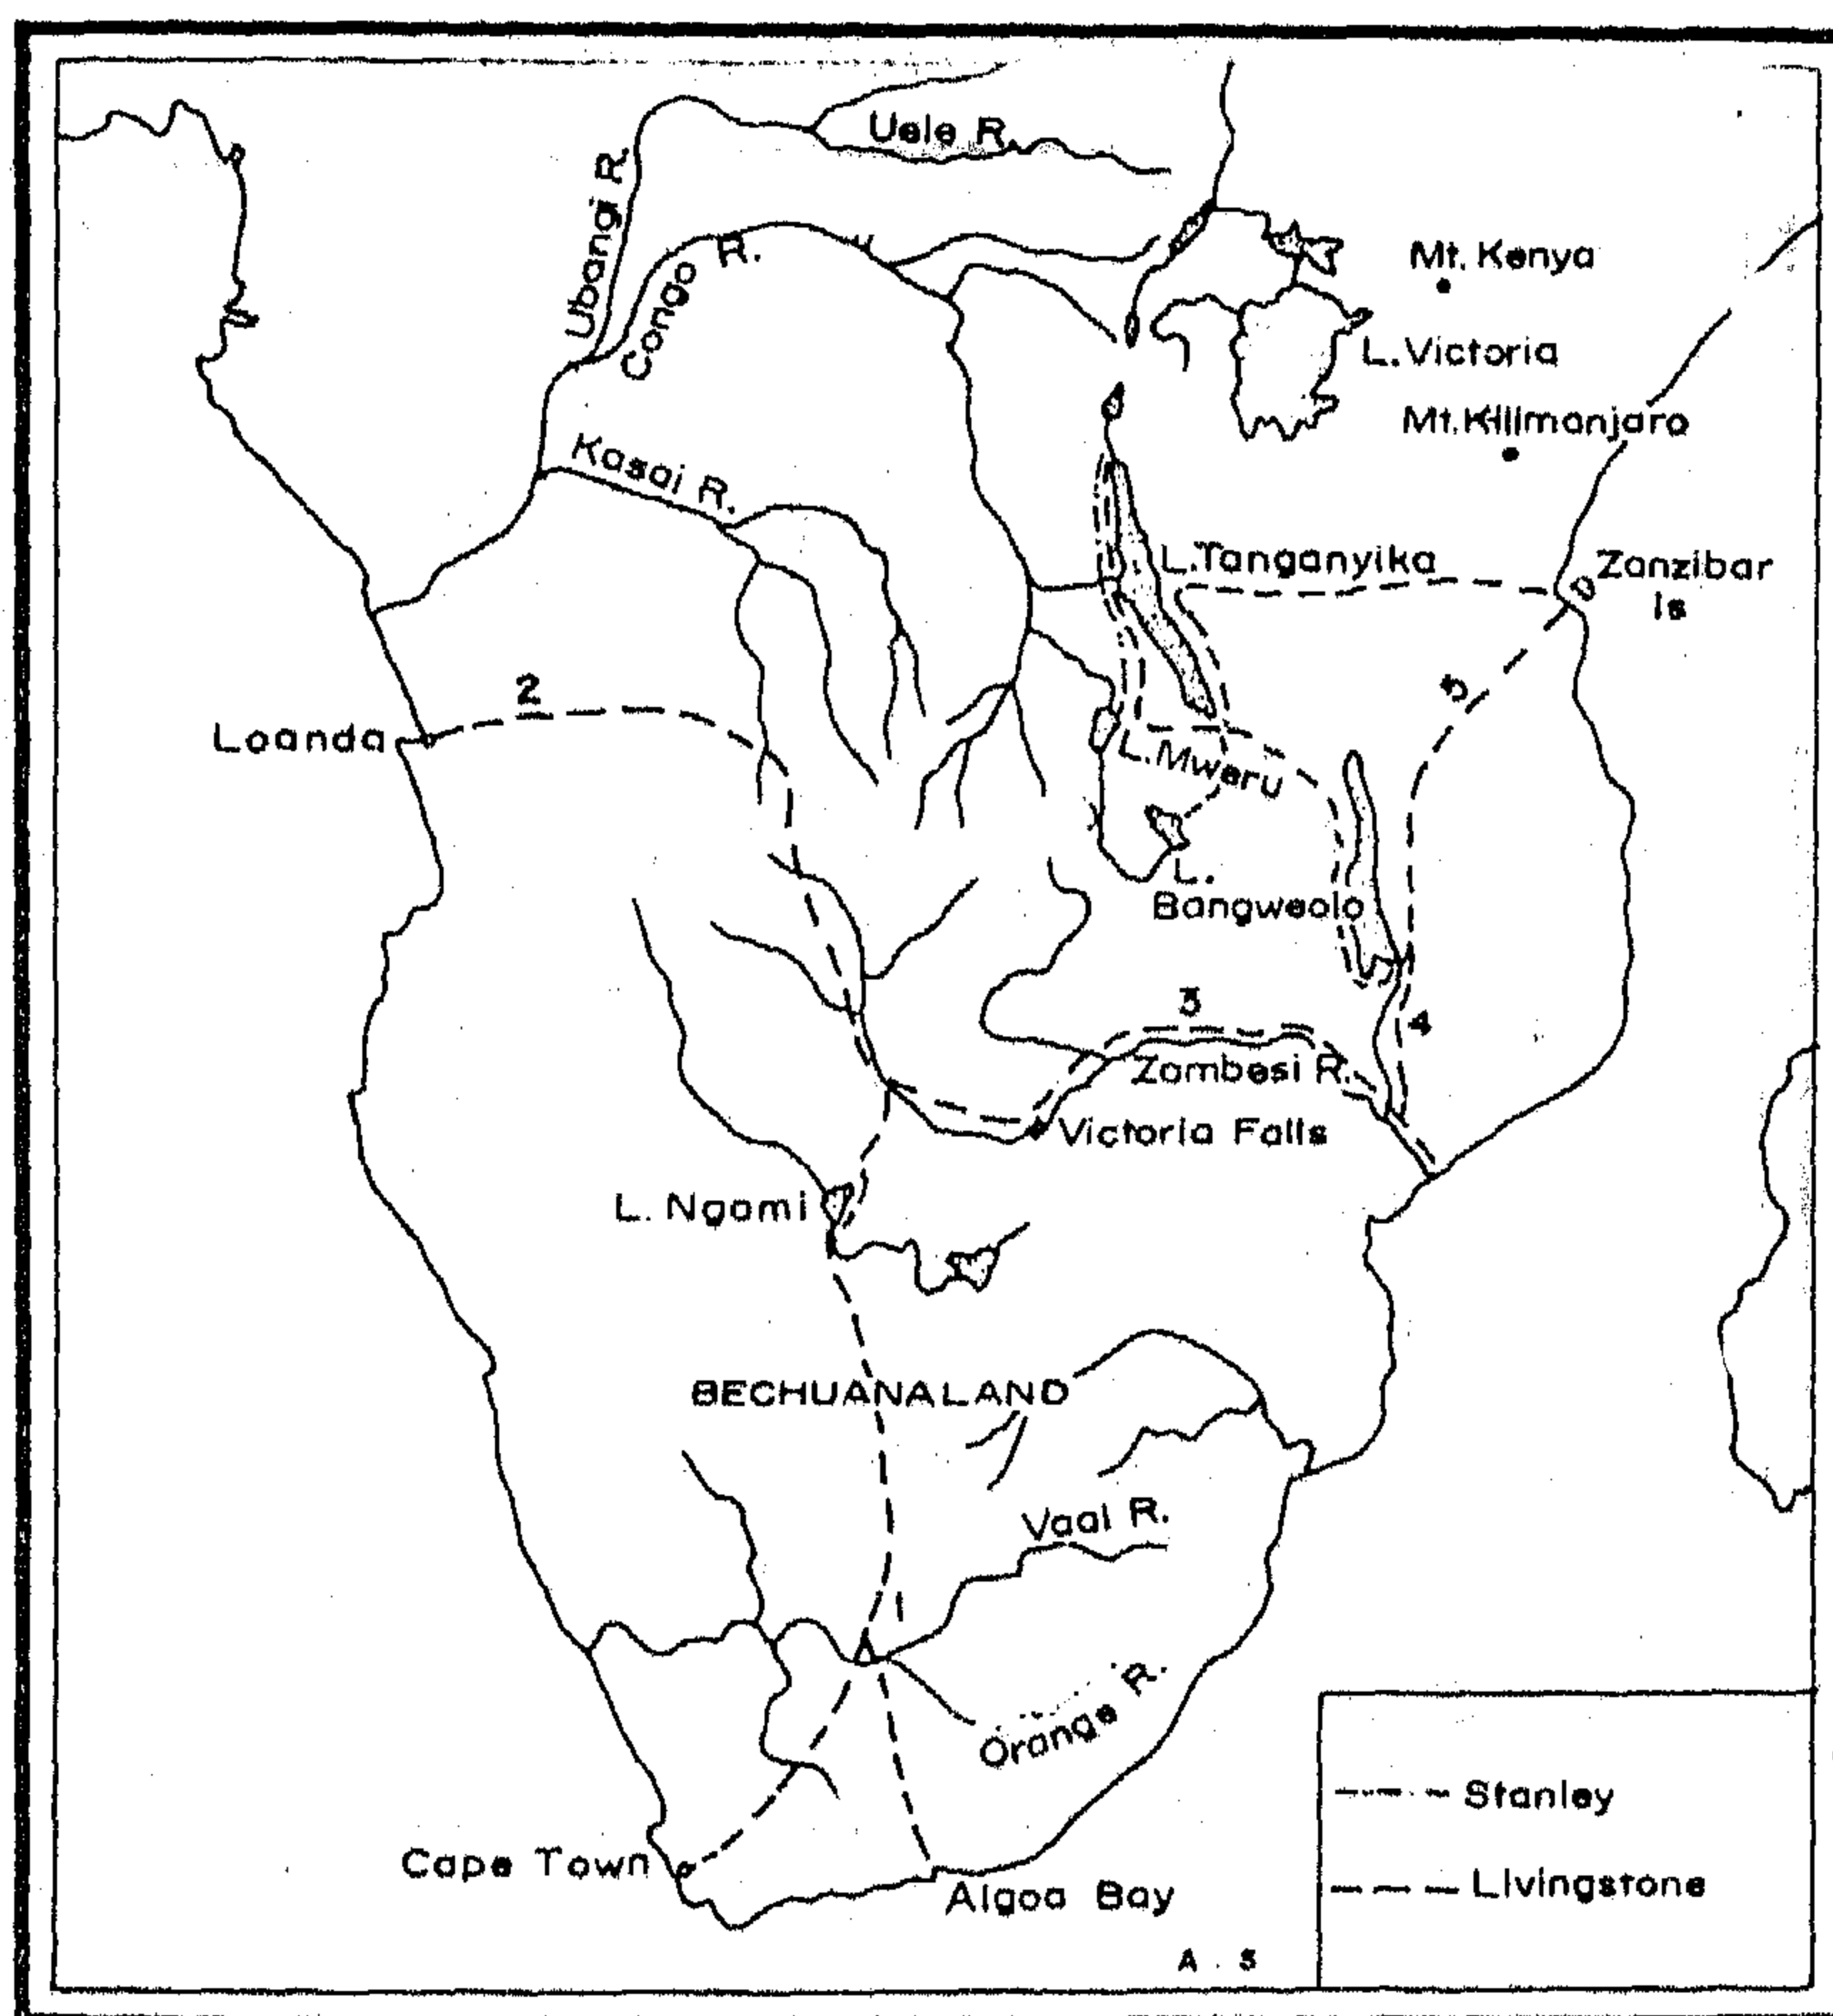 Uele R.
Ubangi R.
Congo R.
Mt. Kenya
L. Victoria
Mt. Kilimanjaro
Kasai R.
L. Tanganyika
Zanzibar
Is
2
5
Loanda
L. Mweru
L.
Bangweolo
3
4
Zambesi R.
Victoria Falls
L. Ngami
BECHUANALAND
Vaal R.
Orange R.
Stanley
Livingstone
Cape Town
Algoa Bay